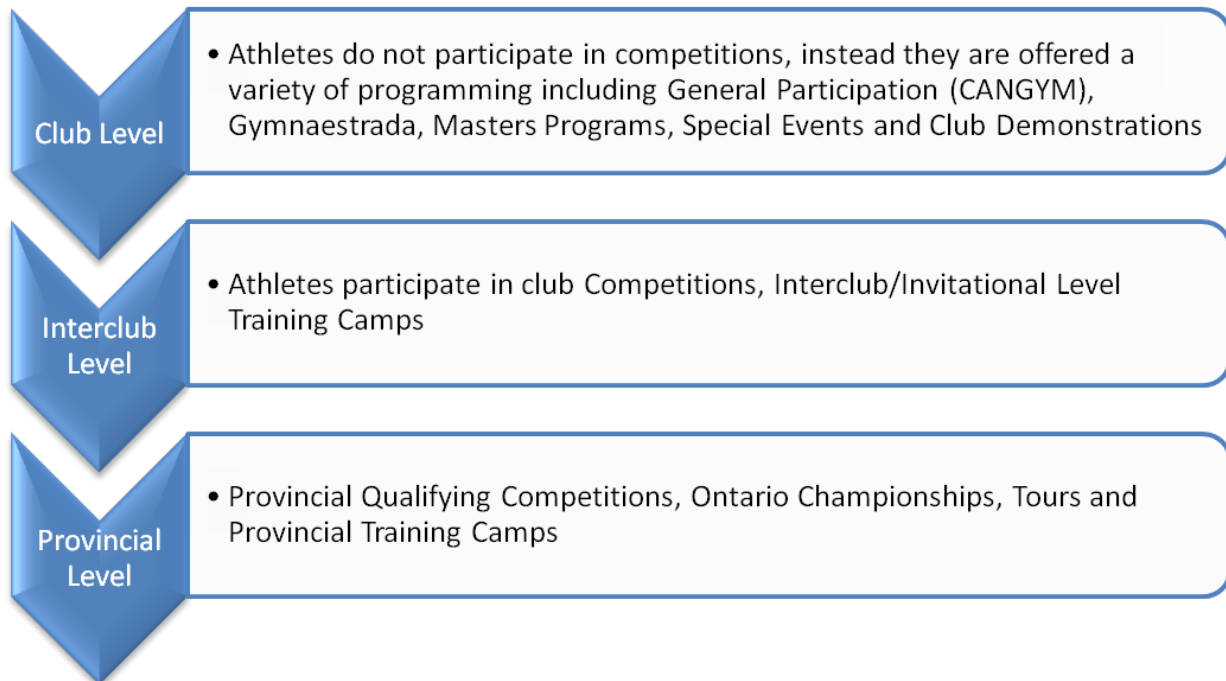 Club Level
• Athletes do not participate in competitions, instead they are offered a
variety of programming including General Participation (CANGYM),
Gymnaestrada, Masters Programs, Special Events and Club Demonstrations
Interclub
Level
• Athletes participate in club Competitions, Interclub/Invitational Level
Training Camps
Provincial
Level
• Provincial Qualifying Competitions, Ontario Championships, Tours and
Provincial Training Camps